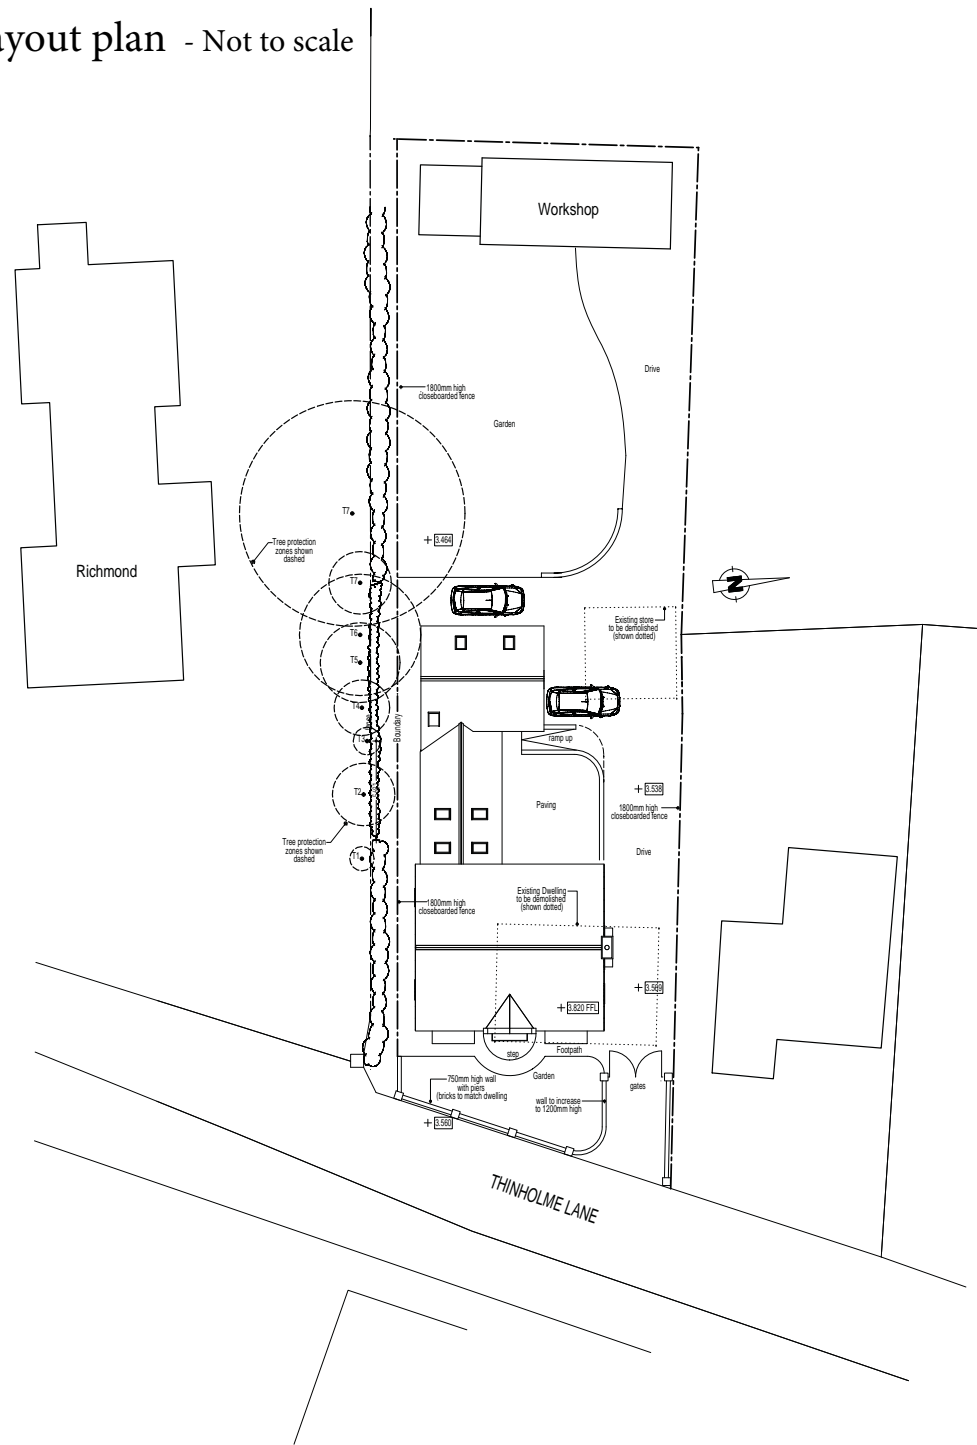 ayout plan - Not to scale
Workshop
Drive
1800mm high
closeboarded fence
Garden
T7
3.464
Tree protection
zones shown
dashed
Richmond
T7
N
Existing store
to be demolished
(shown dotted)
T6
T5
T4
T3
Boundary
ramp up
T2
3.538
Paving
1800mm high
closeboarded fence
Tree protection
zones shown
dashed
T1
Drive
1800mm high
closeboarded fence
Existing Dwelling
to be demolished
(shown dotted)
3.569
3.820 FFL
step
Footpath
Garden
gates
750mm high wall
with piers
(bricks to match dwelling
wall to increase
to 1200mm high
3.560
THINHOLME LANE